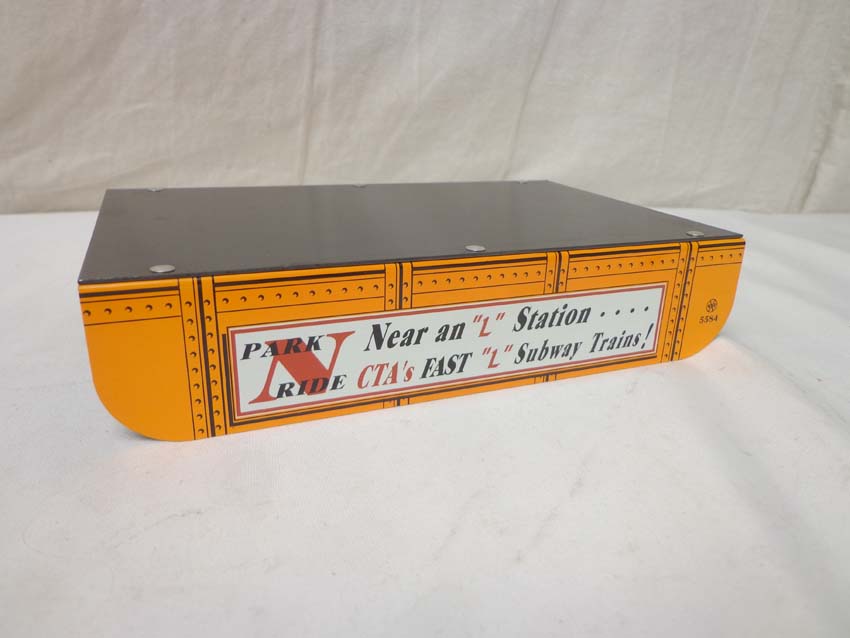 PARK N RIDE
Near an "L" Station . . . .
CTA's FAST "L" Subway Trains!
5584